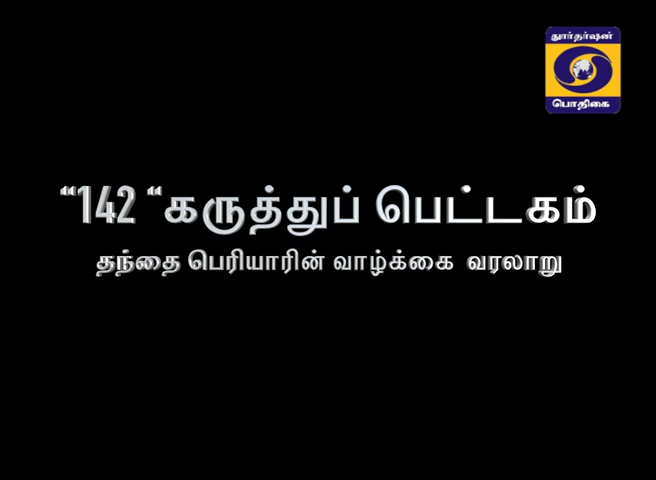 தூர்தர்ஷன்
பொதிகை
“142 “கருத்துப் பெட்டகம்
தந்தை பெரியாரின் வாழ்க்கை வரலாறு